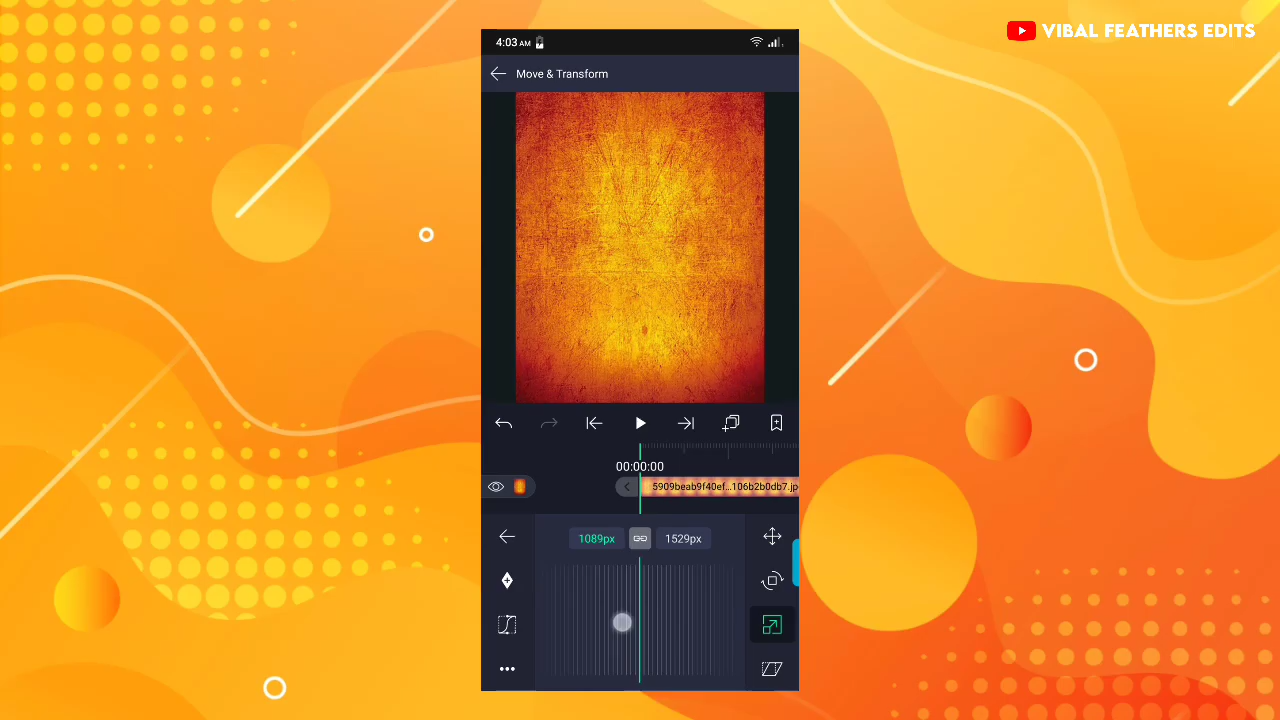 VIBAL FEATHERS EDITS
4:03 AM
Move & Transform
00:00:00
5909beab9f40ef...106b2b0db7.jp
1089px
1529px